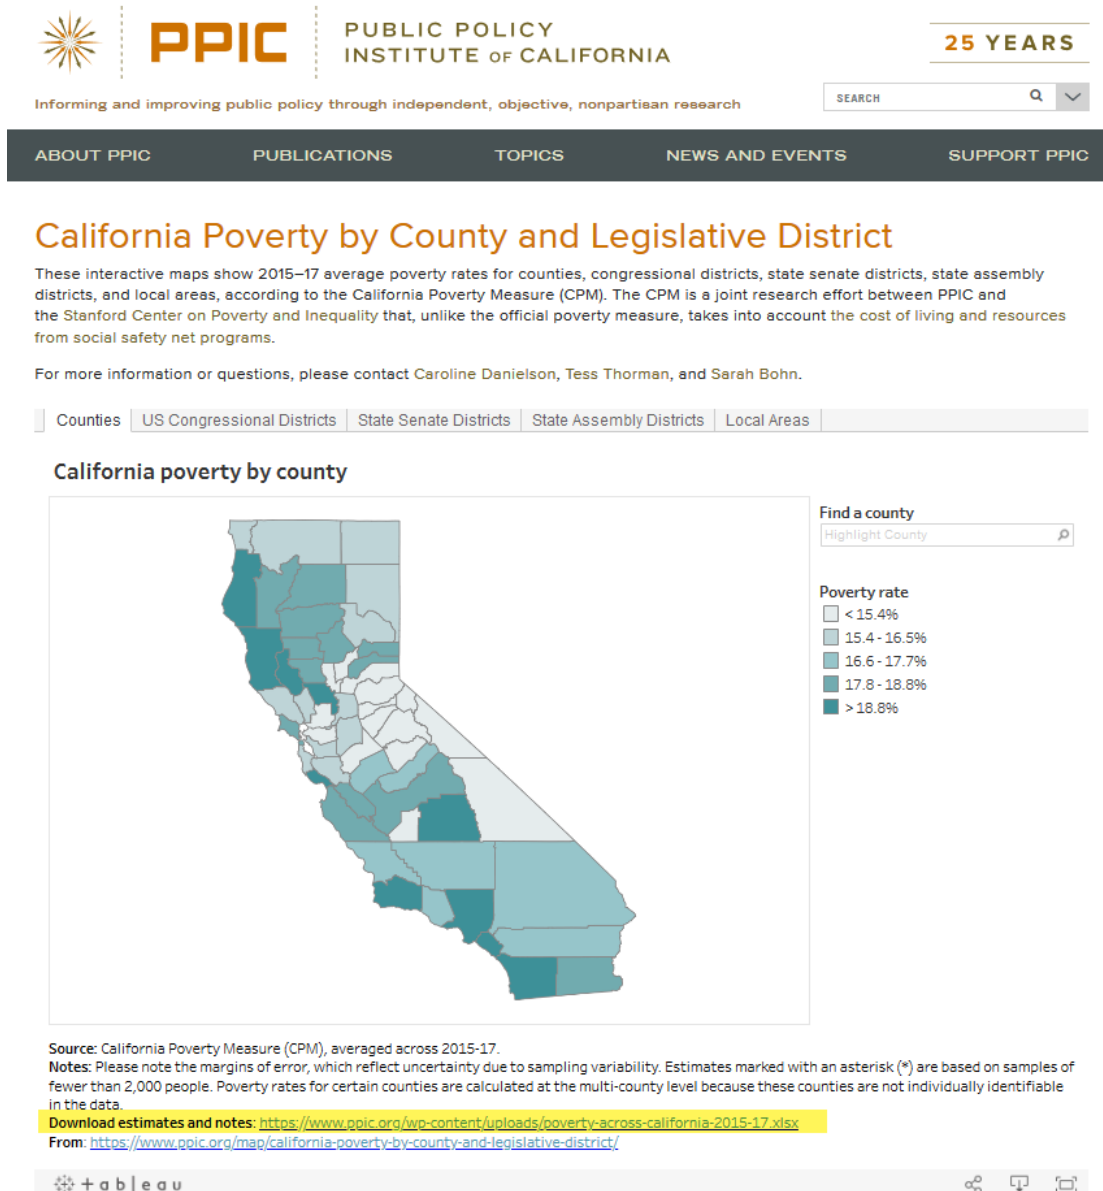 PPIC
PUBLIC POLICY
INSTITUTE OF CALIFORNIA
25 YEARS
Informing and improving public policy through independent, objective, nonpartisan research
SEARCH
ABOUT PPIC PUBLICATIONS TOPICS NEWS AND EVENTS SUPPORT PPIC
California Poverty by County and Legislative District
These interactive maps show 2015–17 average poverty rates for counties, congressional districts, state senate districts, state assembly
districts, and local areas, according to the California Poverty Measure (CPM). The CPM is a joint research effort between PPIC and
the Stanford Center on Poverty and Inequality that, unlike the official poverty measure, takes into account the cost of living and resources
from social safety net programs.
For more information or questions, please contact Caroline Danielson, Tess Thorman, and Sarah Bohn.
Counties US Congressional Districts State Senate Districts State Assembly Districts Local Areas
California poverty by county
Find a county
Highlight County
Poverty rate
< 15.4%
15.4 - 16.5%
16.6 - 17.7%
17.8 - 18.8%
> 18.8%
Source: California Poverty Measure (CPM), averaged across 2015-17.
Notes: Please note the margins of error, which reflect uncertainty due to sampling variability. Estimates marked with an asterisk (*) are based on samples of
fewer than 2,000 people. Poverty rates for certain counties are calculated at the multi-county level because these counties are not individually identifiable
in the data.
Download estimates and notes: https://www.ppic.org/wp-content/uploads/poverty-across-california-2015-17.xlsx
From: https://www.ppic.org/map/california-poverty-by-county-and-legislative-district/
+ a b | e a u